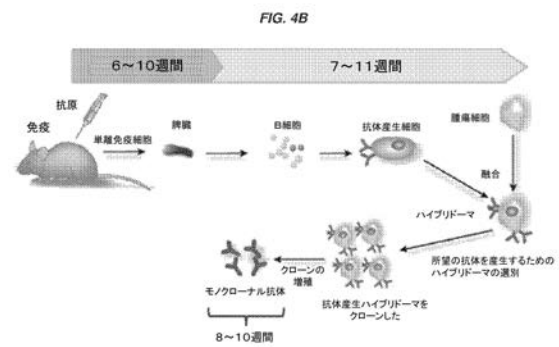 FIG. 4B
6～10週間
7～11週間
抗原
免疫
単離免疫細胞
脾臓
B細胞
抗体産生細胞
腫瘍細胞
融合
ハイブリドーマ
所望の抗体を産生するための
ハイブリドーマの選別
クローンの
増殖
モノクローナル抗体
抗体産生ハイブリドーマを
クローンした
8～10週間